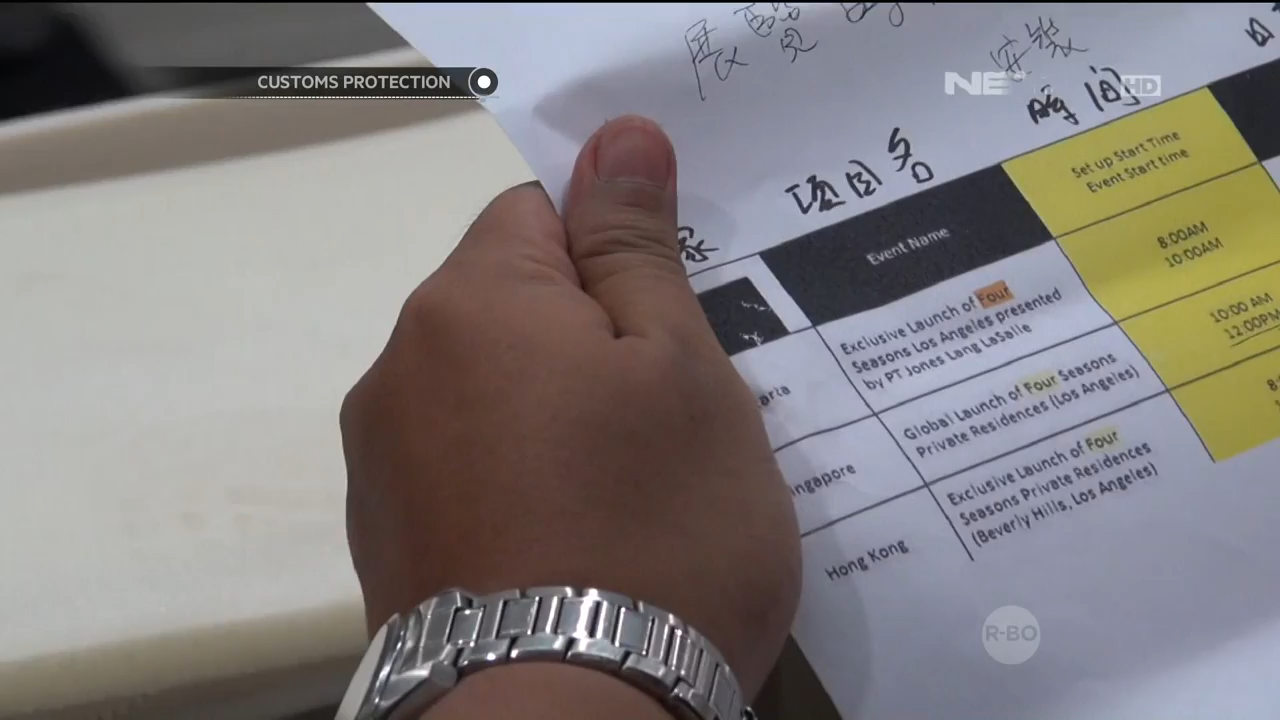 CUSTOMS PROTECTION
NE
HD
展
安装
时间
项目名
家
Event Name
Set up Start Time
Event Start time
Exclusive Launch of Four
Seasons Los Angeles presented
by PT Jones Lang LaSalle
8:00AM
10:00AM
Global Launch of Four Seasons
Private Residences (Los Angeles)
10:00 AM
12:00PM
ingapore
Exclusive Launch of Four
Seasons Private Residences
(Beverly Hills, Los Angeles)
Hong Kong
R-BO